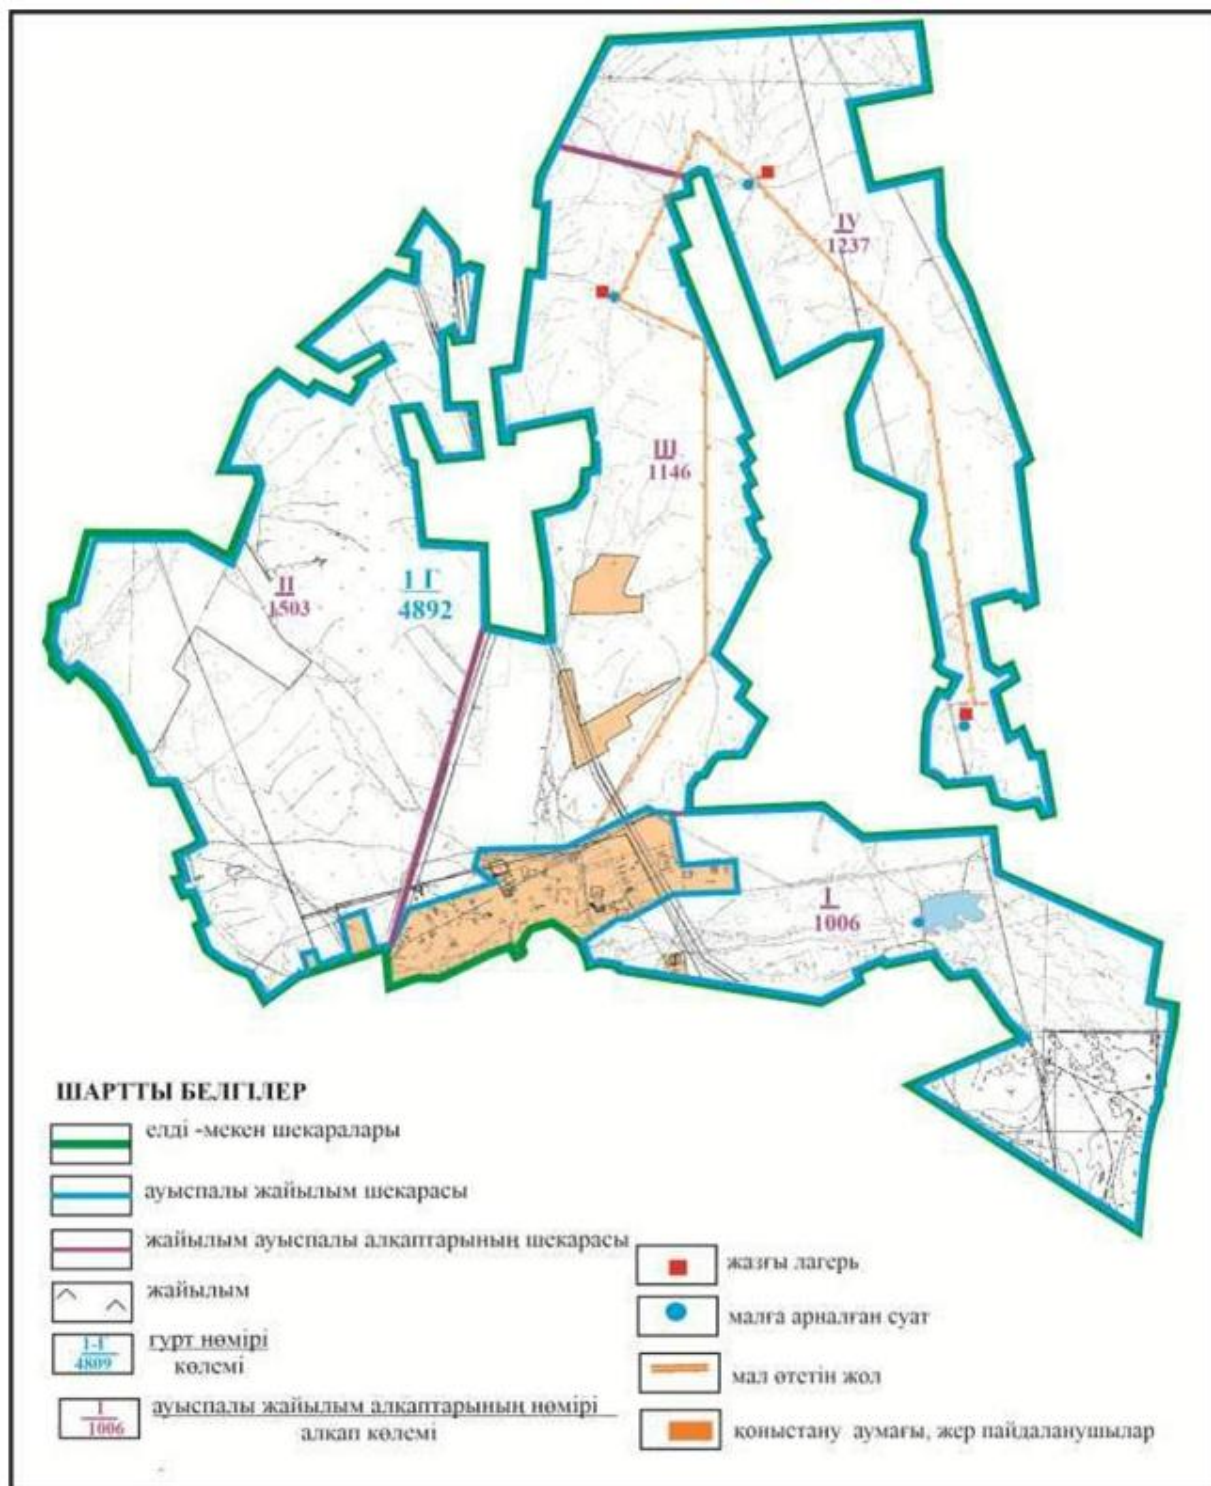 IV
1237
III
1146
II
1503
1 Г
4892
I
1006
ШАРТТЫ БЕЛГІЛЕР
елді -мекен шекаралары
ауыспалы жайылым шекарасы
жайылым ауыспалы алқаптарының шекарасы
жайылым
1-Г
4809
гурт нөмірі
көлемі
I
1006
ауыспалы жайылым алқаптарының нөмірі
алқап көлемі
жазғы лагерь
малға арналған суат
мал өтетін жол
қоныстану аумағы, жер пайдаланушылар